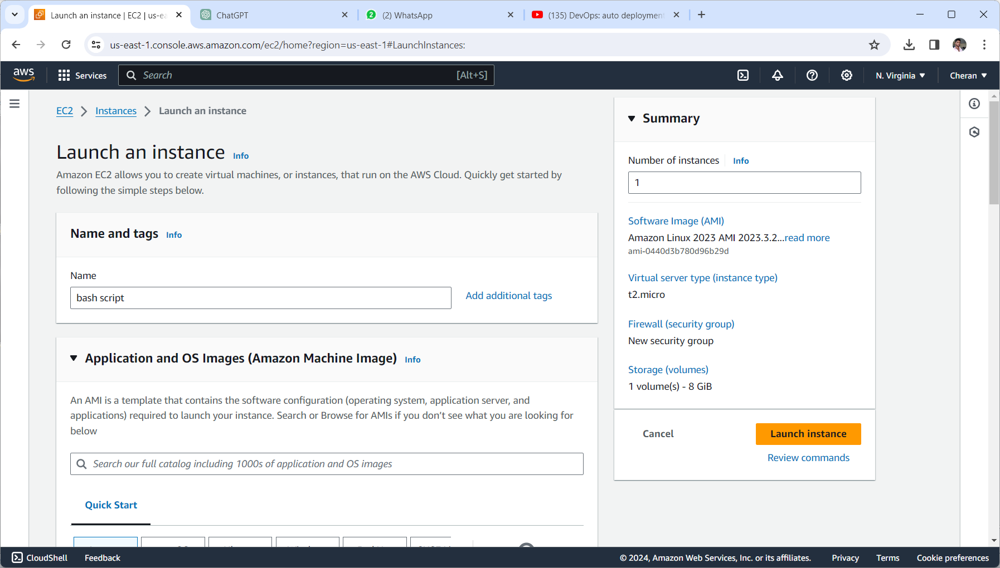 Launch an instance | EC2 | us-ea
ChatGPT
(2) WhatsApp
(135) DevOps: auto deployment
us-east-1.console.aws.amazon.com/ec2/home?region=us-east-1#LaunchInstances:
aws
Services
Search
[Alt+S]
N. Virginia
Cheran
EC2
Instances
Launch an instance
Launch an instance Info
Amazon EC2 allows you to create virtual machines, or instances, that run on the AWS Cloud. Quickly get started by
following the simple steps below.
Name and tags Info
Name
bash script
Add additional tags
Application and OS Images (Amazon Machine Image) Info
An AMI is a template that contains the software configuration (operating system, application server, and
applications) required to launch your instance. Search or Browse for AMIs if you don’t see what you are looking for
below
Search our full catalog including 1000s of application and OS images
Quick Start
Summary
Number of instances Info
1
Software Image (AMI)
Amazon Linux 2023 AMI 2023.3.2...read more
ami-0440d3b780d96b29d
Virtual server type (instance type)
t2.micro
Firewall (security group)
New security group
Storage (volumes)
1 volume(s) - 8 GiB
Cancel
Launch instance
Review commands
CloudShell
Feedback
© 2024, Amazon Web Services, Inc. or its affiliates.
Privacy
Terms
Cookie preferences